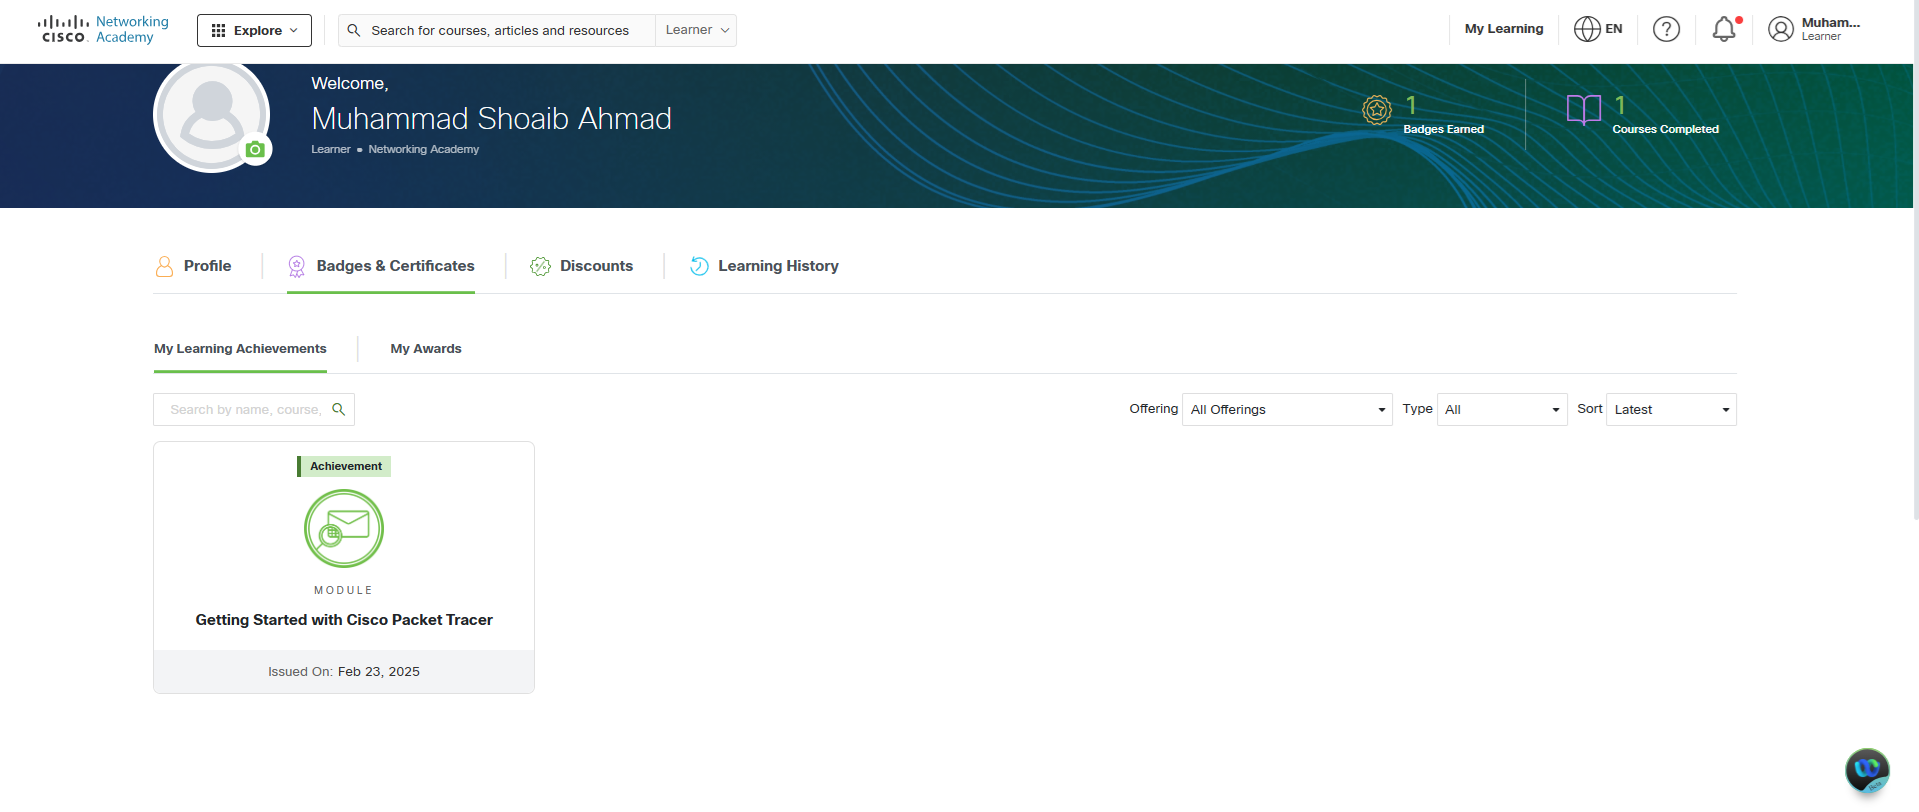 CISCO Networking Academy
Explore
Search for courses, articles and resources
Learner
My Learning
EN
?
Muham...
Learner
Welcome,
Muhammad Shoaib Ahmad
Learner • Networking Academy
1
Badges Earned
1
Courses Completed
Profile
Badges & Certificates
Discounts
Learning History
My Learning Achievements
My Awards
Search by name, course,
Offering All Offerings
Type All
Sort Latest
Achievement
MODULE
Getting Started with Cisco Packet Tracer
Issued On: Feb 23, 2025
Beta